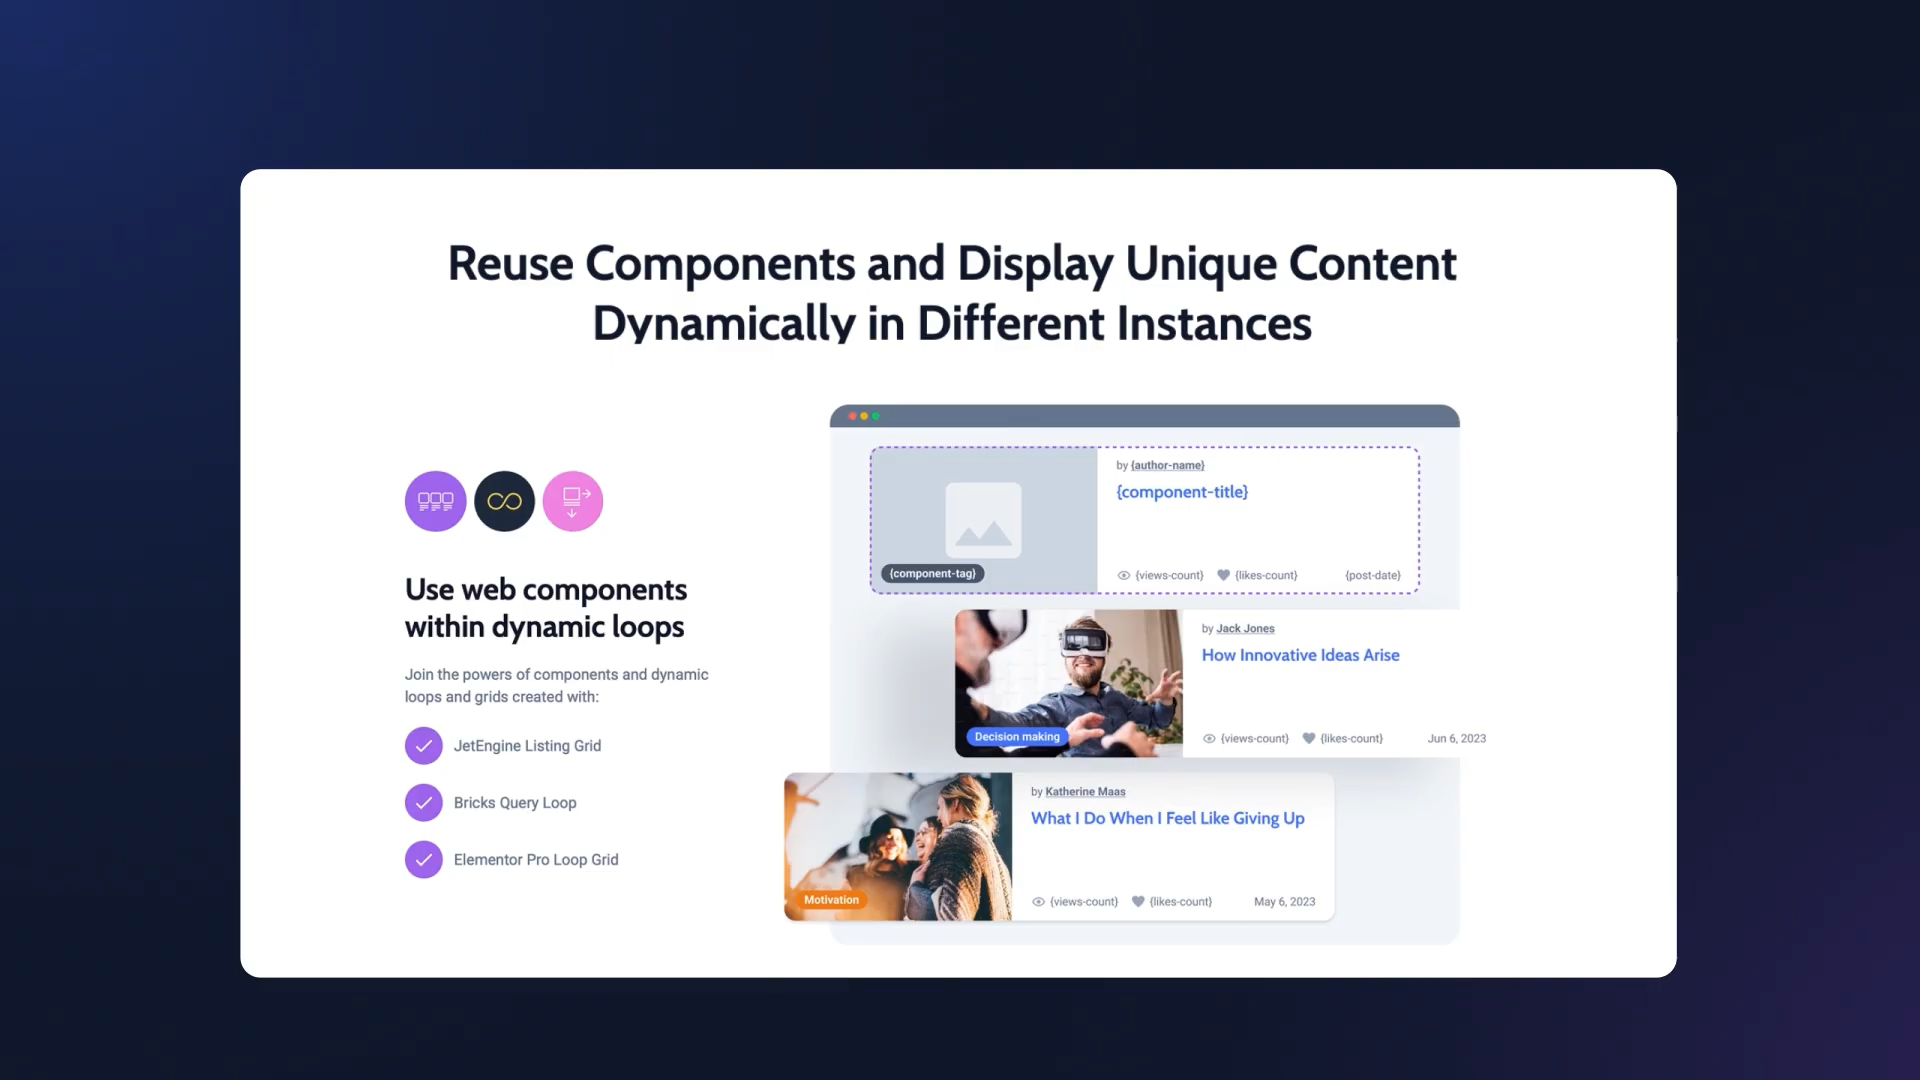 Reuse Components and Display Unique Content
Dynamically in Different Instances
Use web components
within dynamic loops
Join the powers of components and dynamic
loops and grids created with:
JetEngine Listing Grid
Bricks Query Loop
Elementor Pro Loop Grid
by {author-name}
{component-title}
{component-tag}
{views-count} {likes-count} {post-date}
by Jack Jones
How Innovative Ideas Arise
Decision making
{views-count} {likes-count} Jun 6, 2023
by Katherine Maas
What I Do When I Feel Like Giving Up
Motivation
{views-count} {likes-count} May 6, 2023